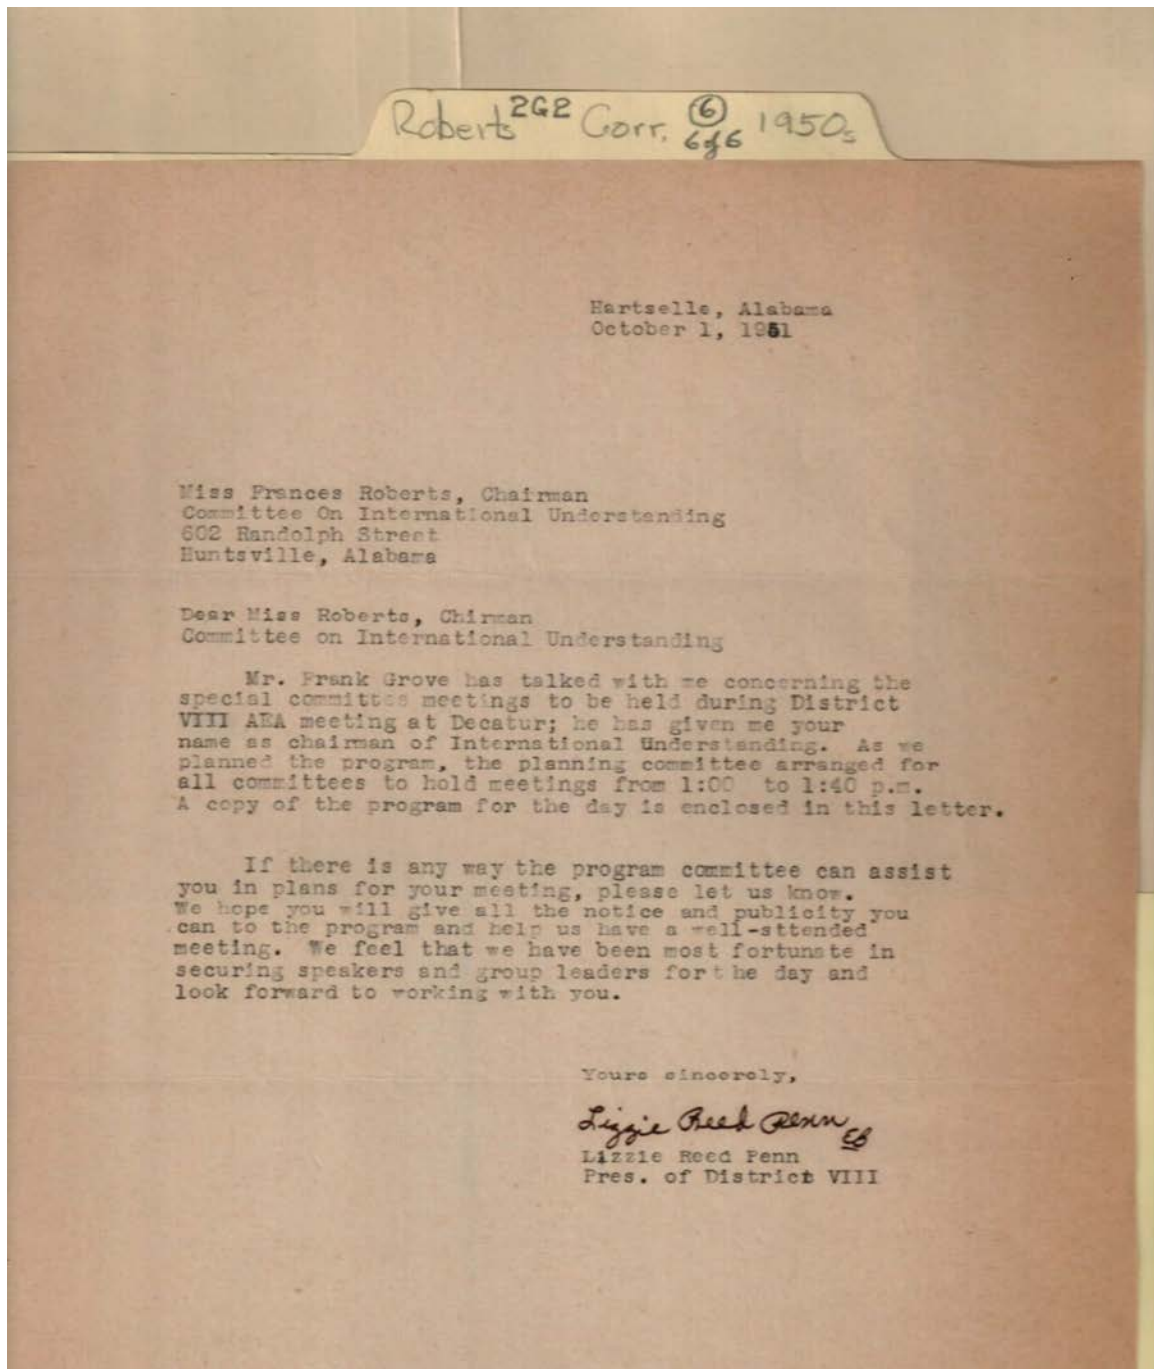 Roberts 2G2 Corr. 6 1950s
6 of 6
Hartselle, Alabama
October 1, 1951
Miss Frances Roberts, Chairman
Committee On International Understanding
602 Randolph Street
Huntsville, Alabama
Dear Miss Roberts, Chirman
Committee on International Understanding
Mr. Frank Grove has talked with me concerning the
special committee meetings to be held during District
VIII AEA meeting at Decatur; he has given me your
name as chairman of International Understanding. As we
planned the program, the planning committee arranged for
all committees to hold meetings from 1:00 to 1:40 p.m.
A copy of the program for the day is enclosed in this letter.
If there is any way the program committee can assist
you in plans for your meeting, please let us know.
We hope you will give all the notice and publicity you
can to the program and help us have a well-sttended
meeting. We feel that we have been most fortunate in
securing speakers and group leaders for t he day and
look forward to working with you.
Yours sincerely,
Lizzie Reed Penn
EB
Lizzie Reed Penn
Pres. of District VIII